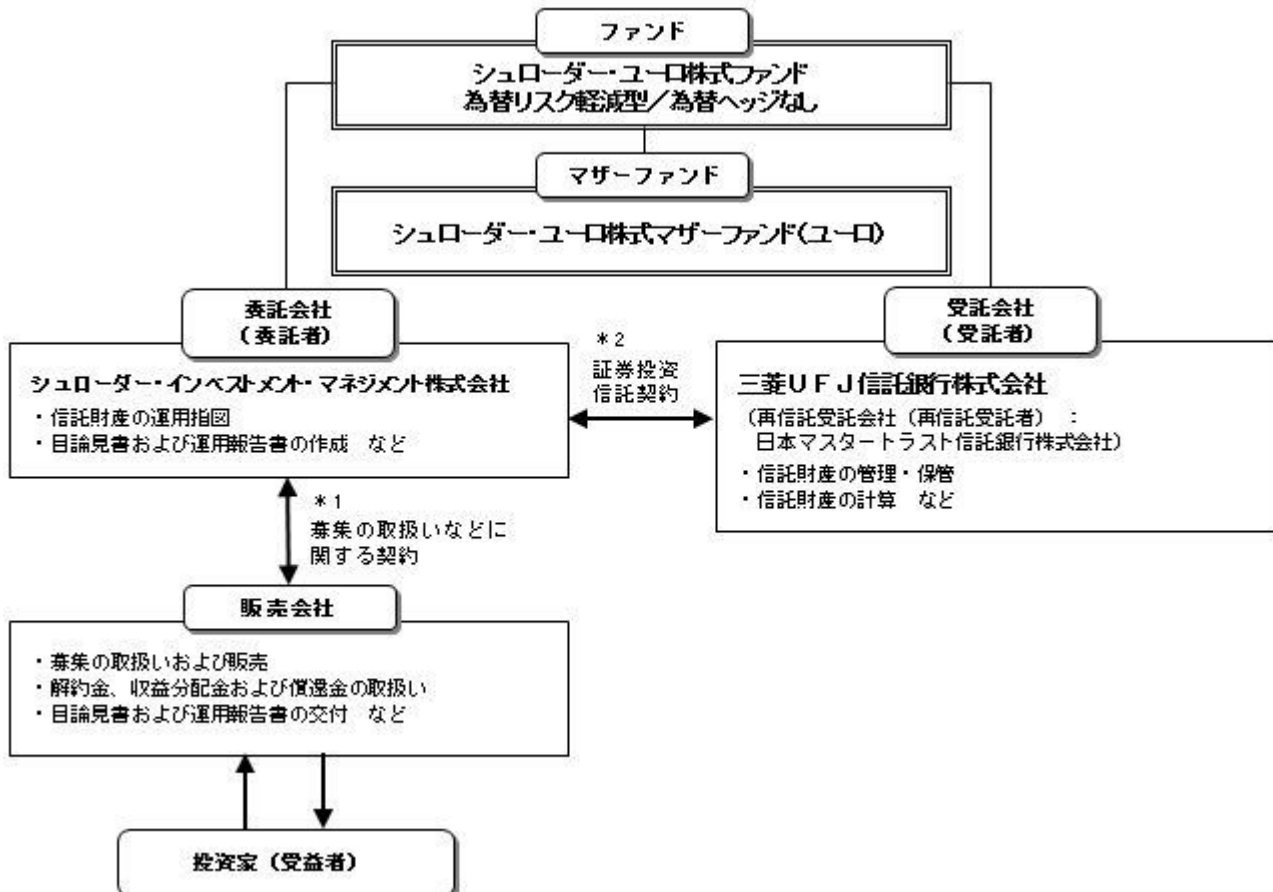 ファンド
シュローダー・ユーロ株式ファンド
為替リスク軽減型／為替ヘッジなし
マザーファンド
シュローダー・ユーロ株式マザーファンド(ユーロ)
委託会社
（委託者）
シュローダー・インベストメント・マネジメント株式会社
・信託財産の運用指図
・目論見書および運用報告書の作成　など
＊２
証券投資
信託契約
受託会社
（受託者）
三菱ＵＦＪ信託銀行株式会社
（再信託受託会社（再信託受託者）　：
日本マスタートラスト信託銀行株式会社）
・信託財産の管理・保管
・信託財産の計算　など
＊１
募集の取扱いなどに
関する契約
販売会社
・募集の取扱いおよび販売
・解約金、収益分配金および償還金の取扱い
・目論見書および運用報告書の交付　など
投資家（受益者）